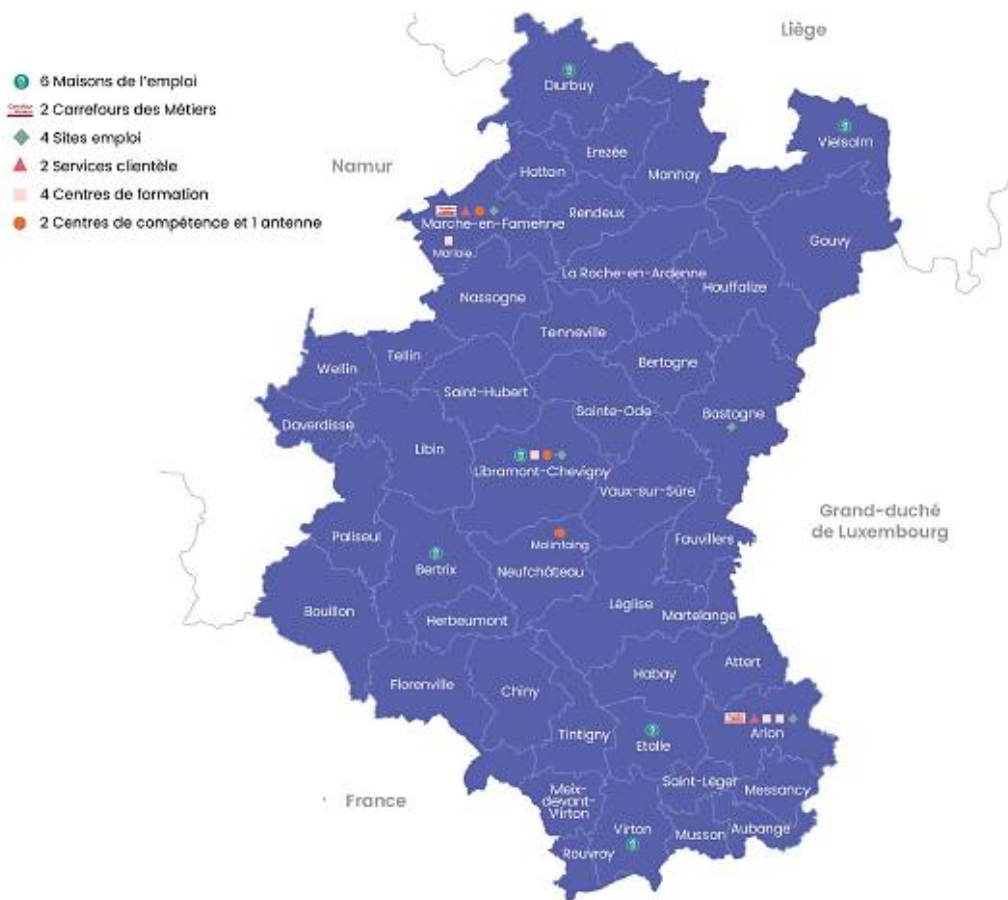 Liège
6 Maisons de l'emploi
2 Carrefours des Métiers
4 Sites emploi
2 Services clientèle
4 Centres de formation
2 Centres de compétence et 1 antenne
Durbuy
Vielsalm
Namur
Erezée
Hotton
Manhay
Rendeux
Marche-en-Famenne
Marloie
Gouvy
La Roche-en-Ardenne
Houffalize
Nassogne
Tenneville
Bertogne
Tellin
Wellin
Saint-Hubert
Sainte-Ode
Bastogne
Daverdisse
Libin
Libramont-Chevigny
Vaux-sur-Sûre
Grand-duché
de Luxembourg
Paliseul
Molinfaing
Fauvillers
Bertrix
Neufchâteau
Bouillon
Léglise
Martelange
Herbeumont
Attert
Habay
Florenville
Chiny
Tintigny
Etalle
Arlon
Saint-Léger
Messancy
Meix-
devant-
Virton
France
Virton
Musson
Aubange
Rouvroy